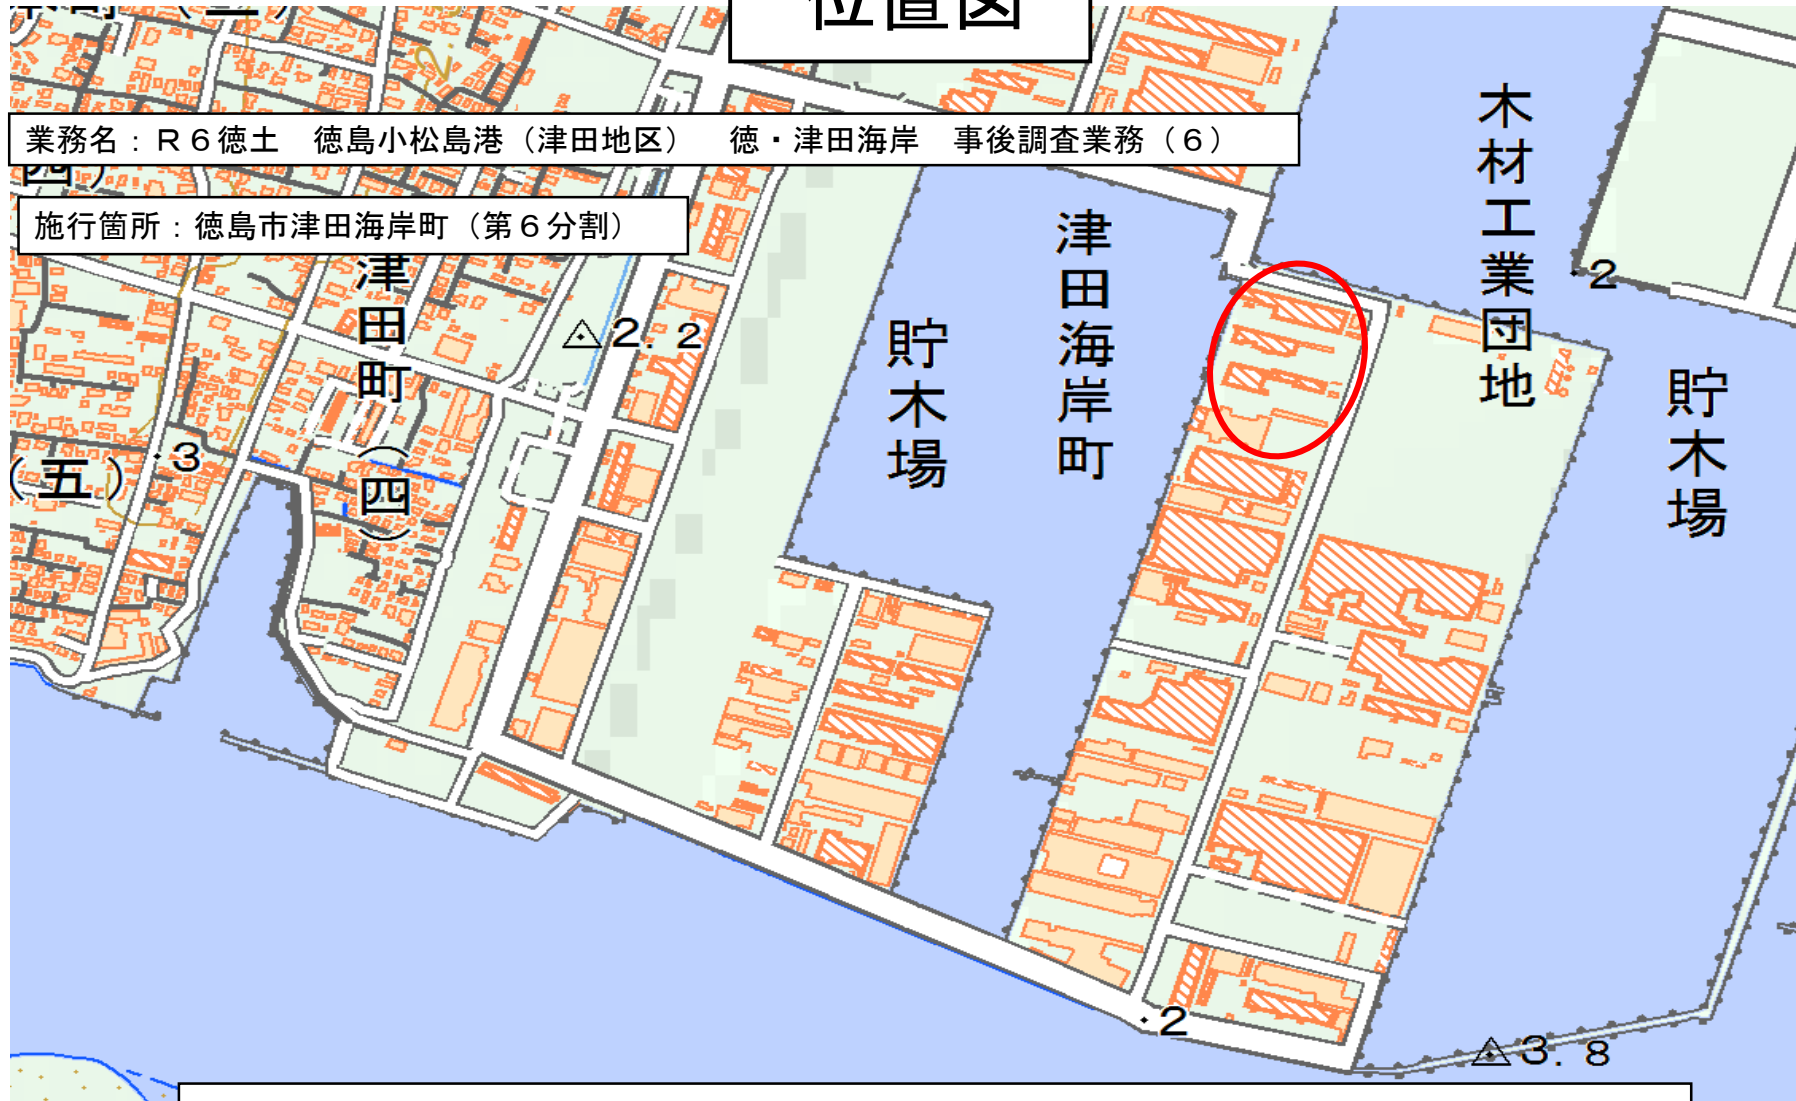 位置図
業務名：Ｒ６徳土　徳島小松島港（津田地区）　徳・津田海岸　事後調査業務（６）
四）
施行箇所：徳島市津田海岸町（第６分割）
津田町（四）
（五）
3
2.2
2.
貯木場
津田海岸町
木材工業団地
2
貯木場
2
3.8